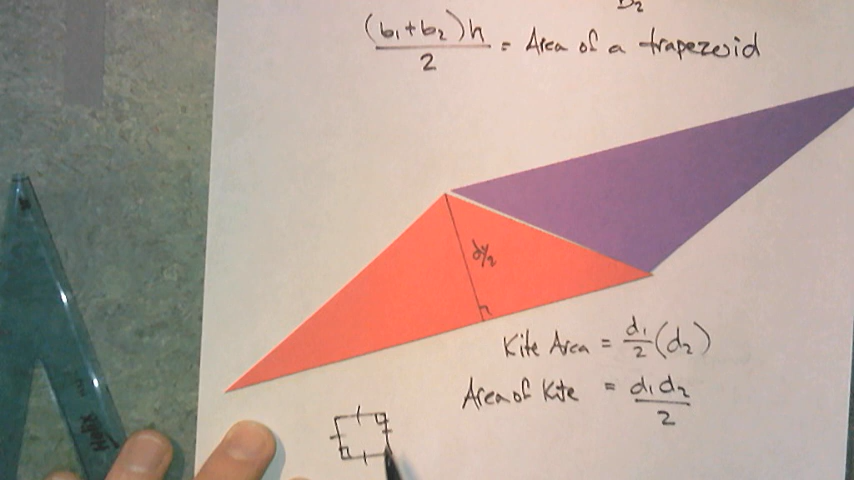 (b₁+b₂)h/2 = Area of a trapezoid
d/2
Kite Area = d₁/2 (d₂)
Area of Kite = d₁d₂/2